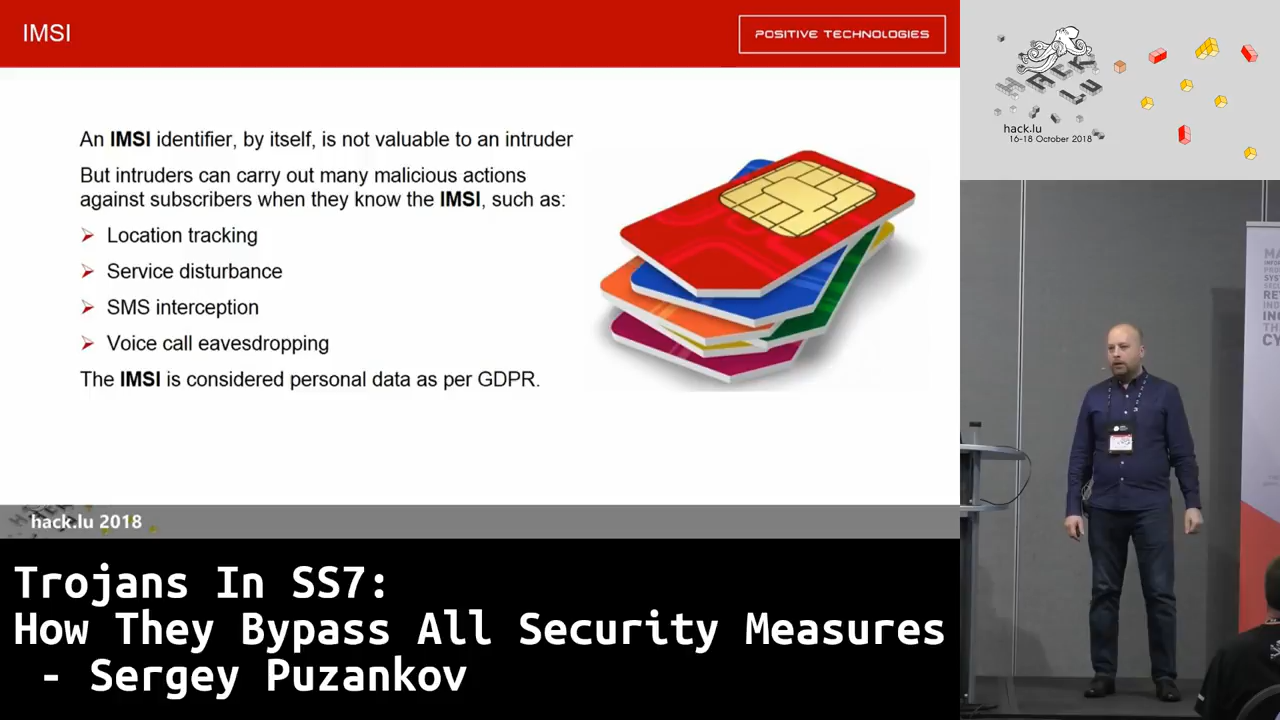 IMSI
POSITIVE TECHNOLOGIES
An IMSI identifier, by itself, is not valuable to an intruder
But intruders can carry out many malicious actions
against subscribers when they know the IMSI, such as:
Location tracking
Service disturbance
SMS interception
Voice call eavesdropping
The IMSI is considered personal data as per GDPR.
hack.lu 2018
Trojans In SS7:
How They Bypass All Security Measures
- Sergey Puzankov
HACK
LU
hack.lu
16-18 October 2018